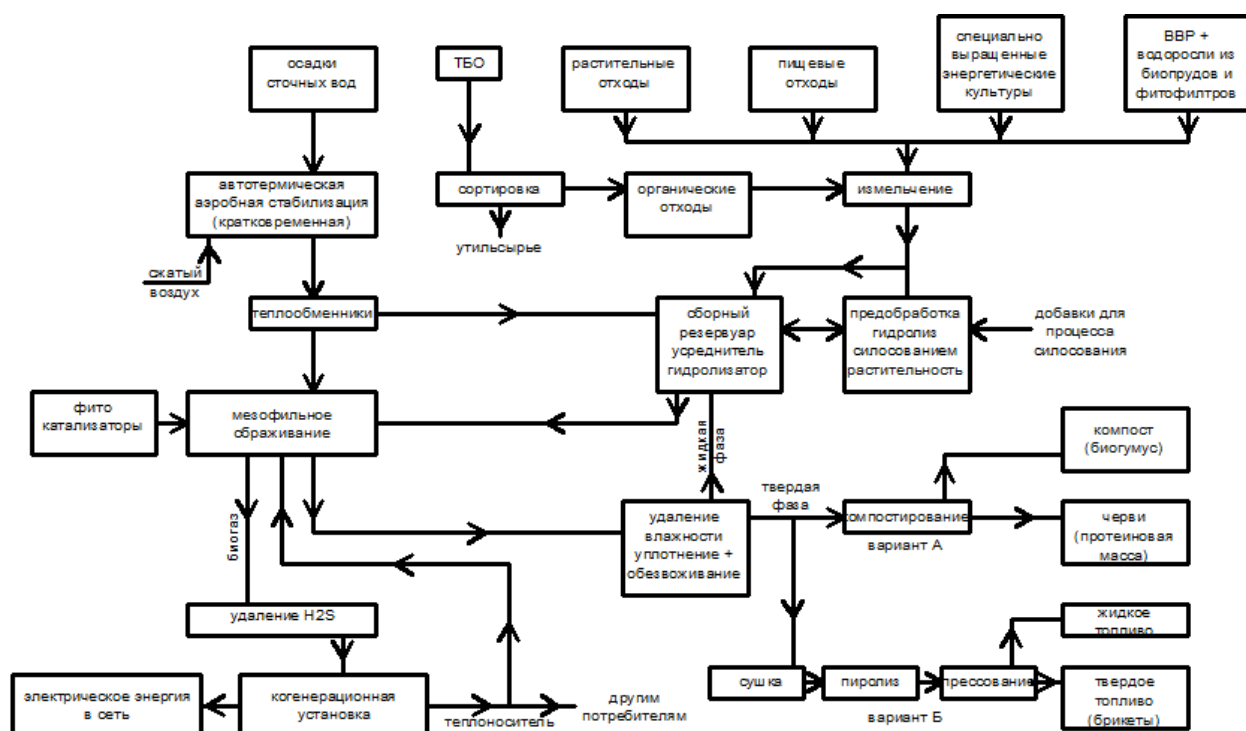 осадки
сточных вод
ТБО
растительные
отходы
пищевые
отходы
специально
выращенные
энергетические
культуры
ВВР +
водоросли из
биопрудов и
фитофилтров
автотермическая
аэробная стабилизация
(кратковременная)
сортировка
органические
отходы
измельчение
утильсырье
сжатый
воздух
теплообменники
сборный
резервуар
усреднитель
гидролизатор
предобработка
гидролиз
силосованием
растительность
добавки для
процесса
силосования
фито
катализаторы
мезофильное
сбраживание
жидкая
фаза
компост
(биогумус)
биогаз
удаление
влажности
уплотнение +
обезвоживание
твердая
фаза
компостирование
вариант А
черви
(протеиновая
масса)
удаление H2S
жидкое
топливо
электрическое энергия
в сеть
когенерационная
установка
теплоноситель
другим
потребителям
сушка
пиролиз
прессование
вариант Б
твердое
топливо
(брикеты)